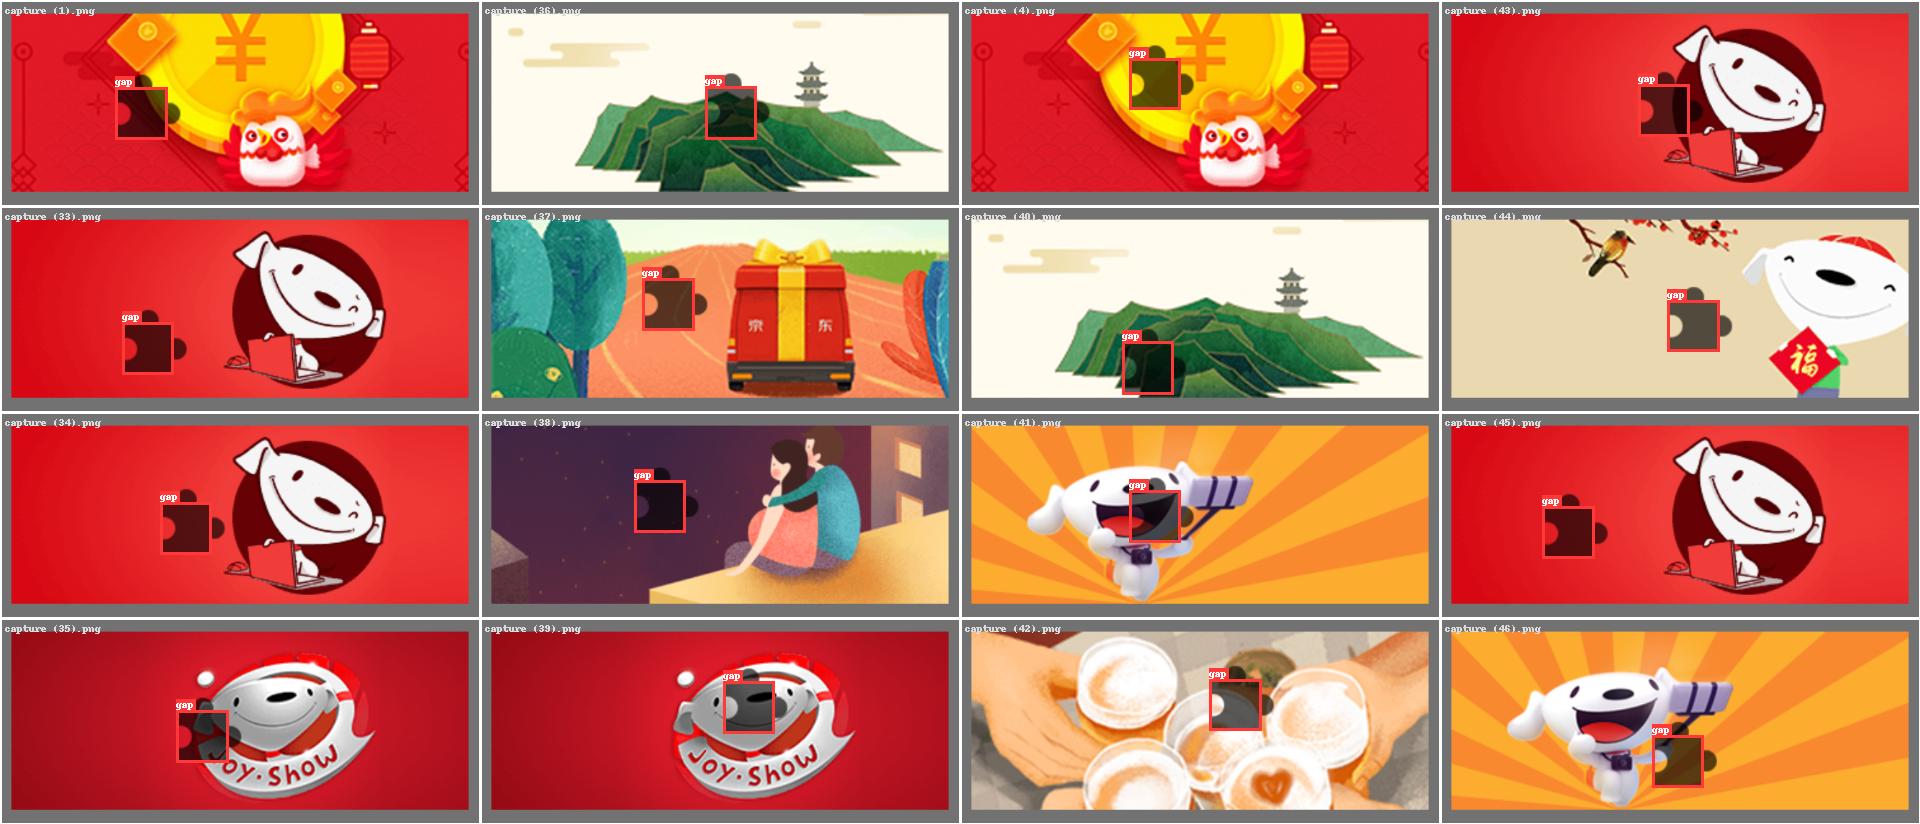 capture (1).png
gap
¥
capture (36).png
gap
capture (4).png
gap
¥
capture (43).png
gap
capture (33).png
gap
capture (37).png
gap
京 东
capture (40).png
gap
capture (44).png
gap
福
capture (34).png
gap
capture (38).png
gap
capture (41).png
gap
capture (45).png
gap
capture (35).png
gap
JOY·SHOW
capture (39).png
gap
JOY·SHOW
capture (42).png
gap
capture (46).png
gap